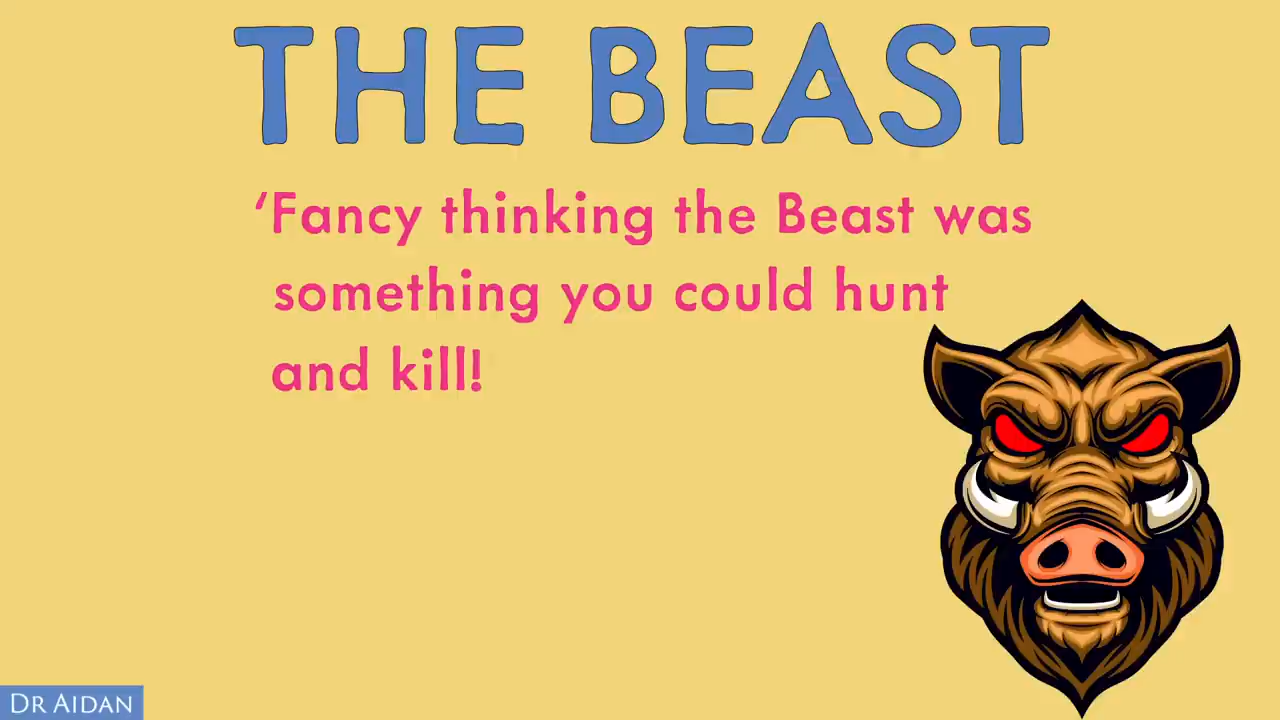 THE BEAST
‘Fancy thinking the Beast was
something you could hunt
and kill!
DR AIDAN